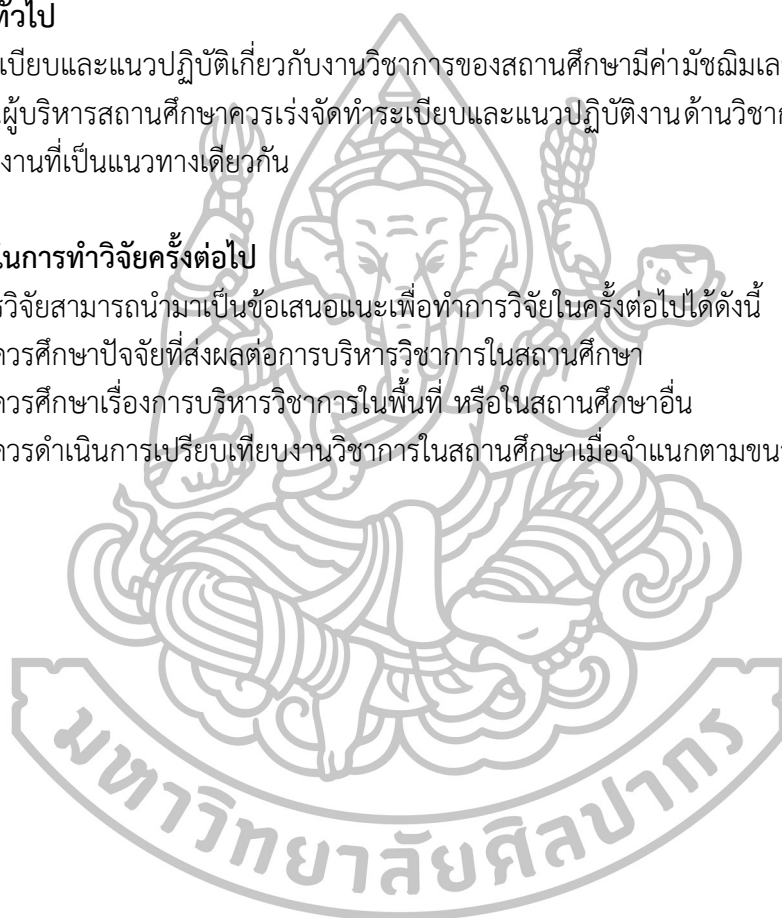 ทั่วไป
เบียบและแนวปฏิบัติเกี่ยวกับงานวิชาการของสถานศึกษามีค่ามัชฌิมเล
ผู้บริหารสถานศึกษาควรเร่งจัดทำระเบียบและแนวปฏิบัติงานด้านวิชาก
งานที่เป็นแนวทางเดียวกัน
ในการทำวิจัยครั้งต่อไป
รวิจัยสามารถนำมาเป็นข้อเสนอแนะเพื่อทำการวิจัยในครั้งต่อไปได้ดังนี้
ควรศึกษาปัจจัยที่ส่งผลต่อการบริหารวิชาการในสถานศึกษา
ควรศึกษาเรื่องการบริหารวิชาการในพื้นที่ หรือในสถานศึกษาอื่น
ควรดำเนินการเปรียบเทียบงานวิชาการในสถานศึกษาเมื่อจำแนกตามขน
มหาวิทยาลัยศิลปากร